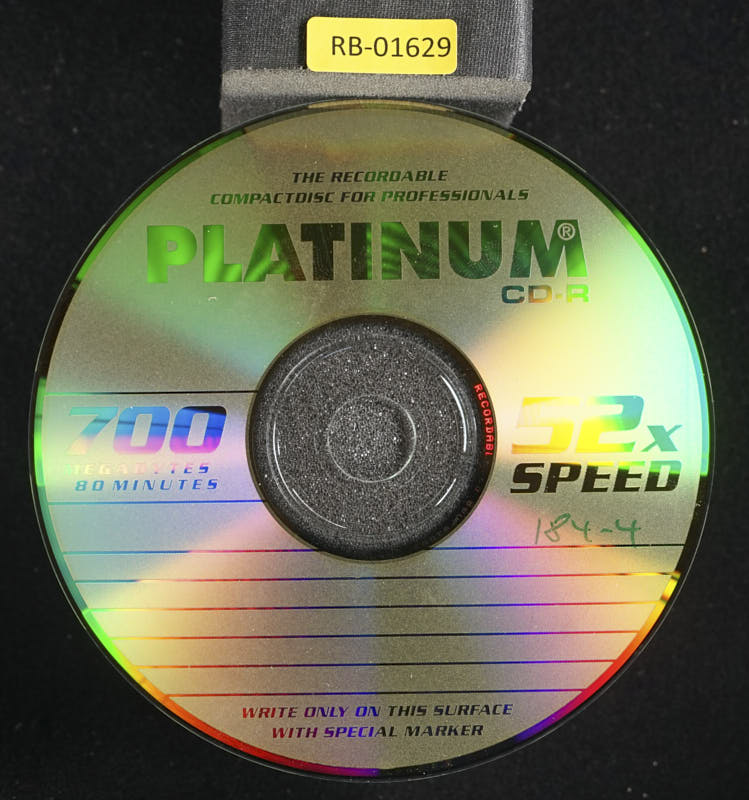 RB-01629
THE RECORDABLE
COMPACTDISC FOR PROFESSIONALS
PLATINUM®
CD-R
700
MEGABYTES
80 MINUTES
RECORDABL
52x
SPEED
184-4
WRITE ONLY ON THIS SURFACE
WITH SPECIAL MARKER